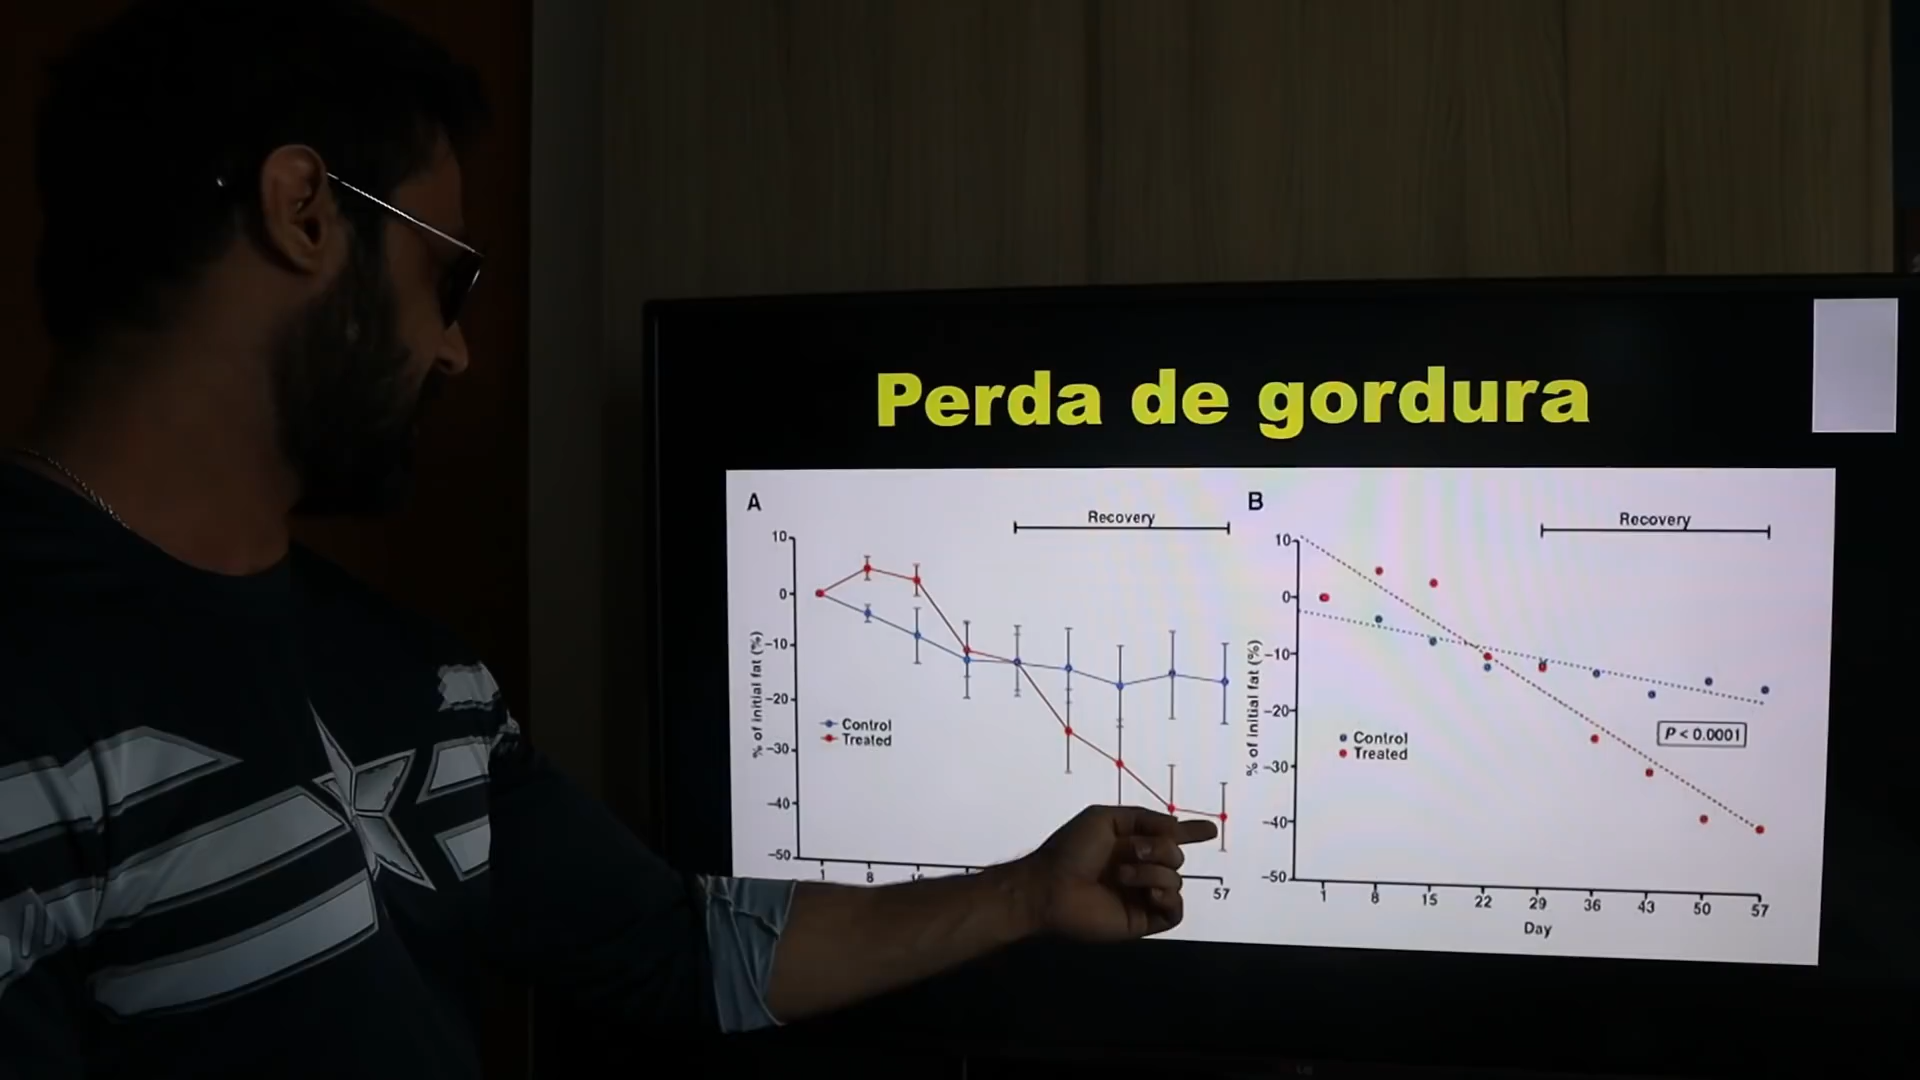 Perda de gordura
A
Recovery
10
0
−10
−20
−30
−40
−50
% of initial fat (%)
Control
Treated
1
8
57
B
Recovery
10
0
−10
−20
−30
−40
−50
% of initial fat (%)
Control
Treated
P < 0.0001
1 8 15 22 29 36 43 50 57
Day